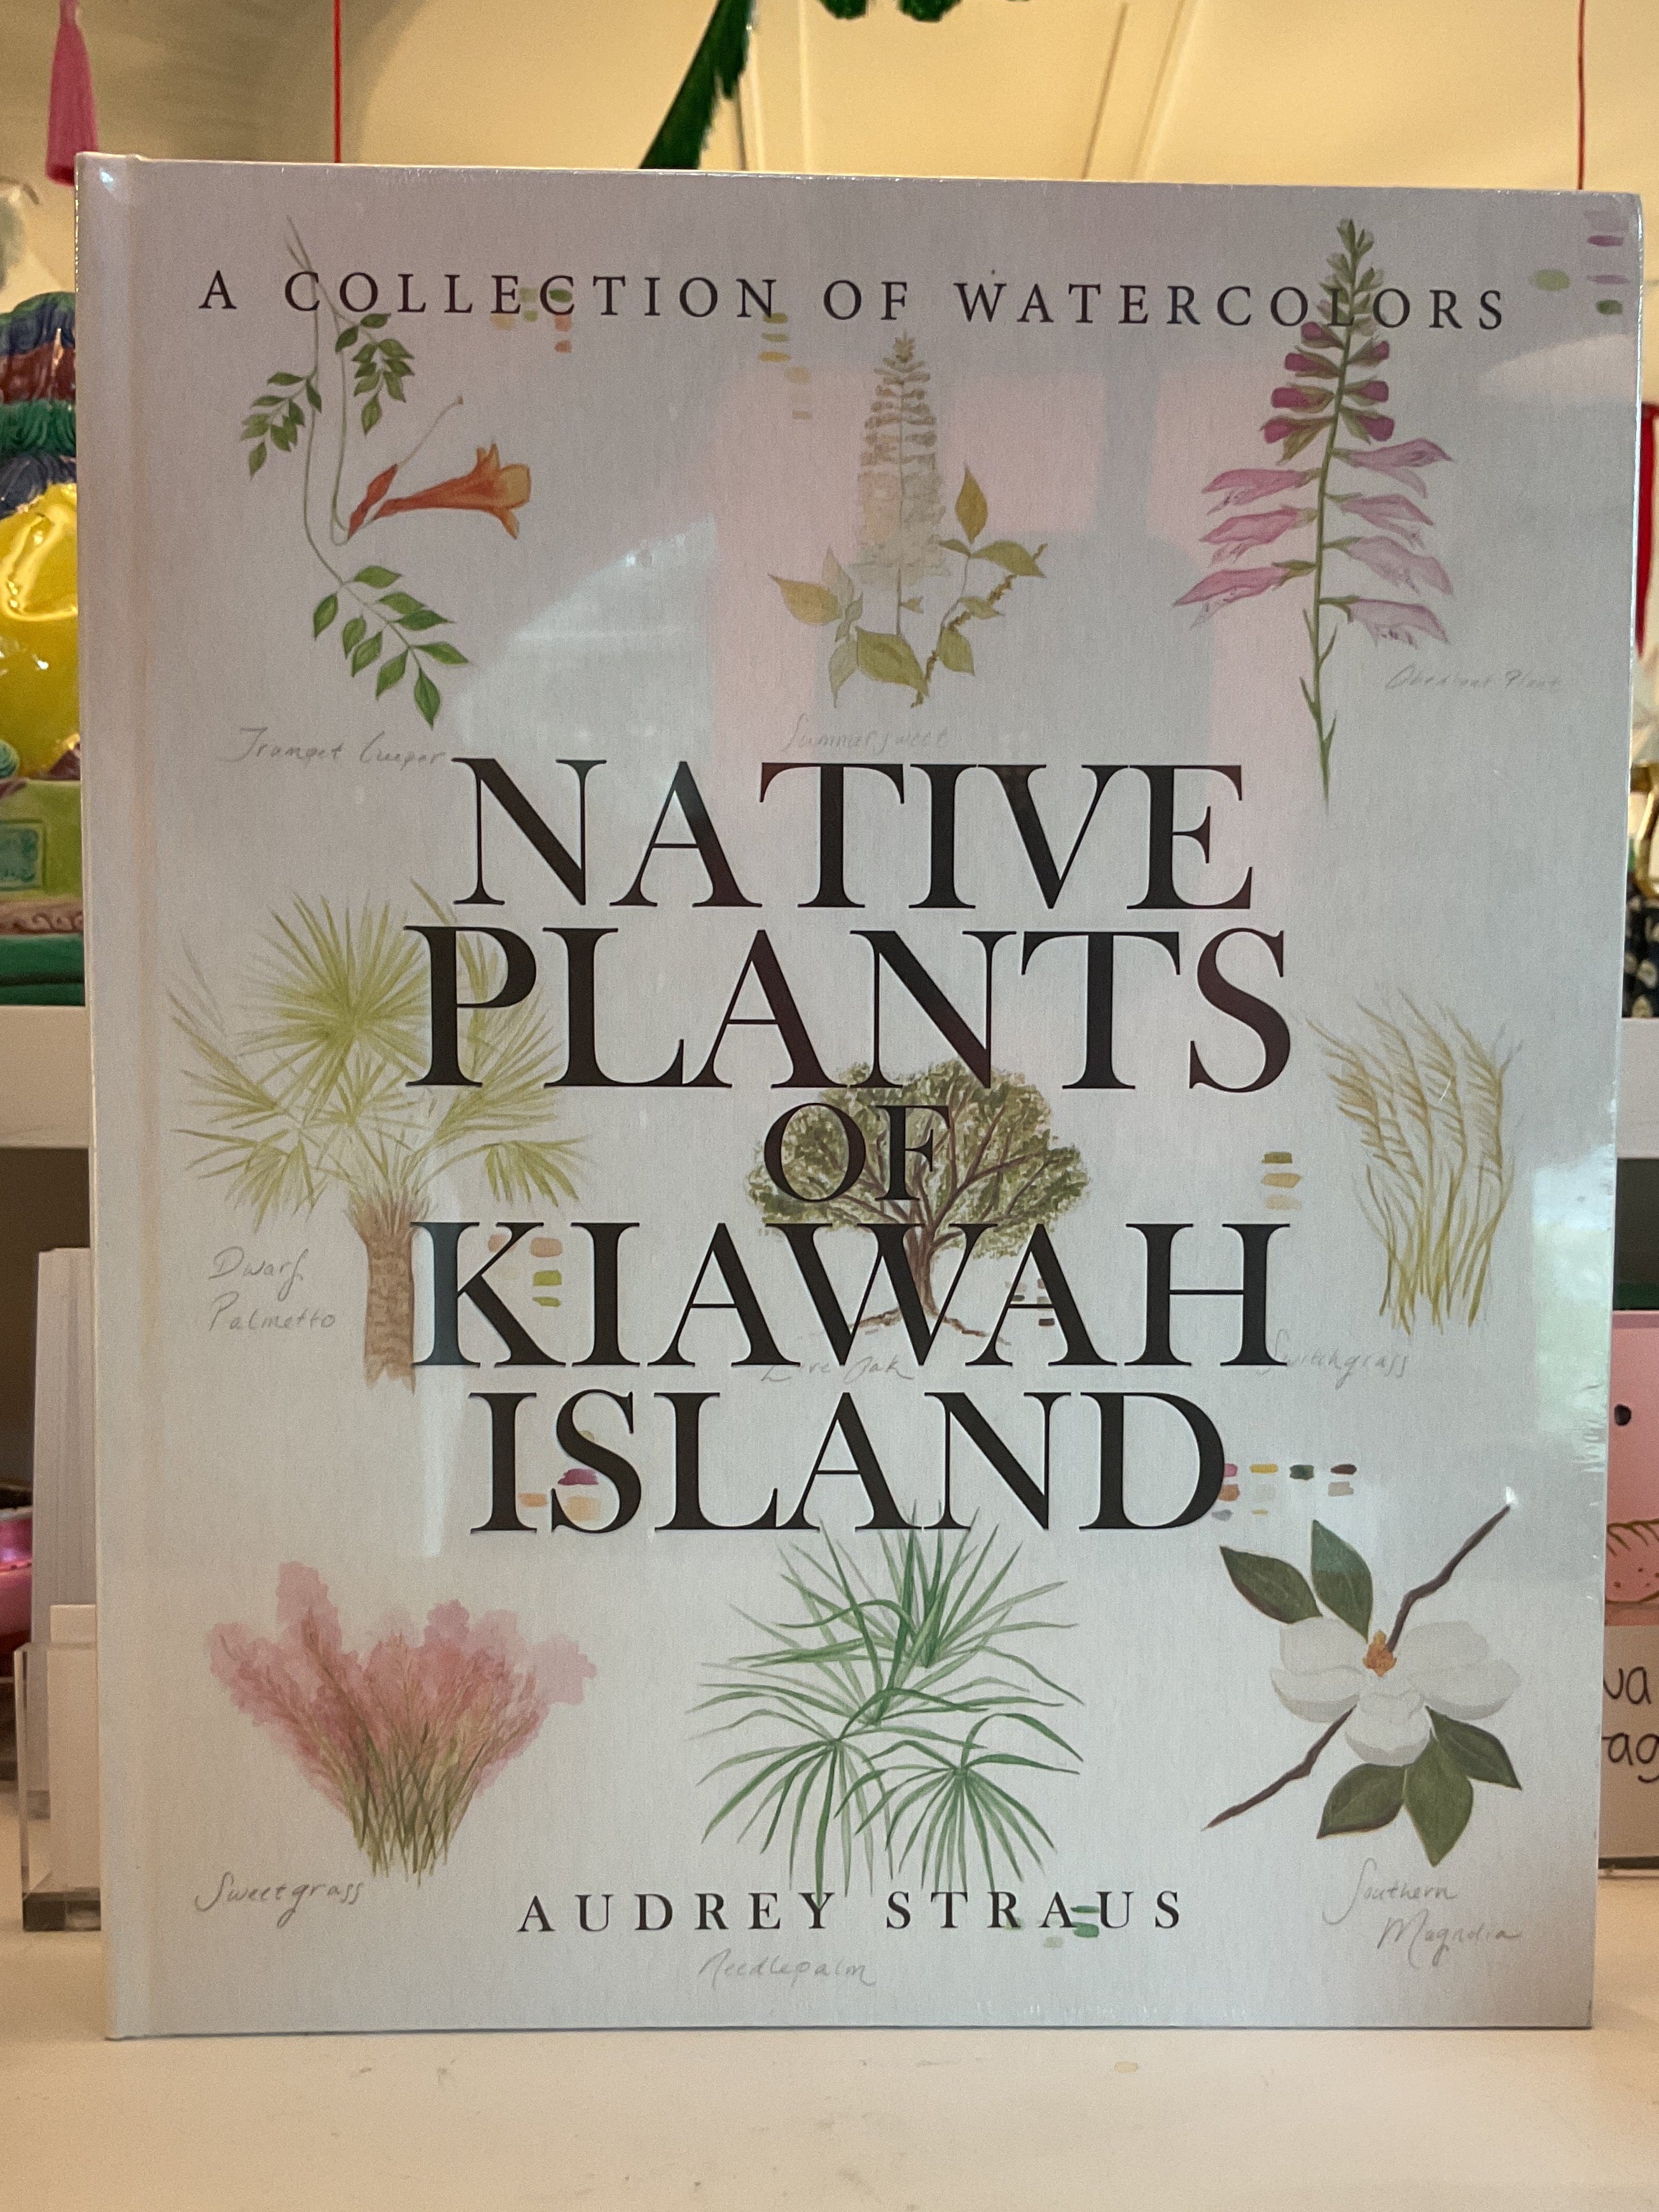 A COLLECTION OF WATERCOLORS
Obedient Plant
Trumpet Creeper
Summersweet
NATIVE
PLANTS
OF
KIAWAH
ISLAND
Dwarf
Palmetto
Live Oak
Switchgrass
Sweetgrass
AUDREY STRAUS
Needlepalm
Southern
Magnolia